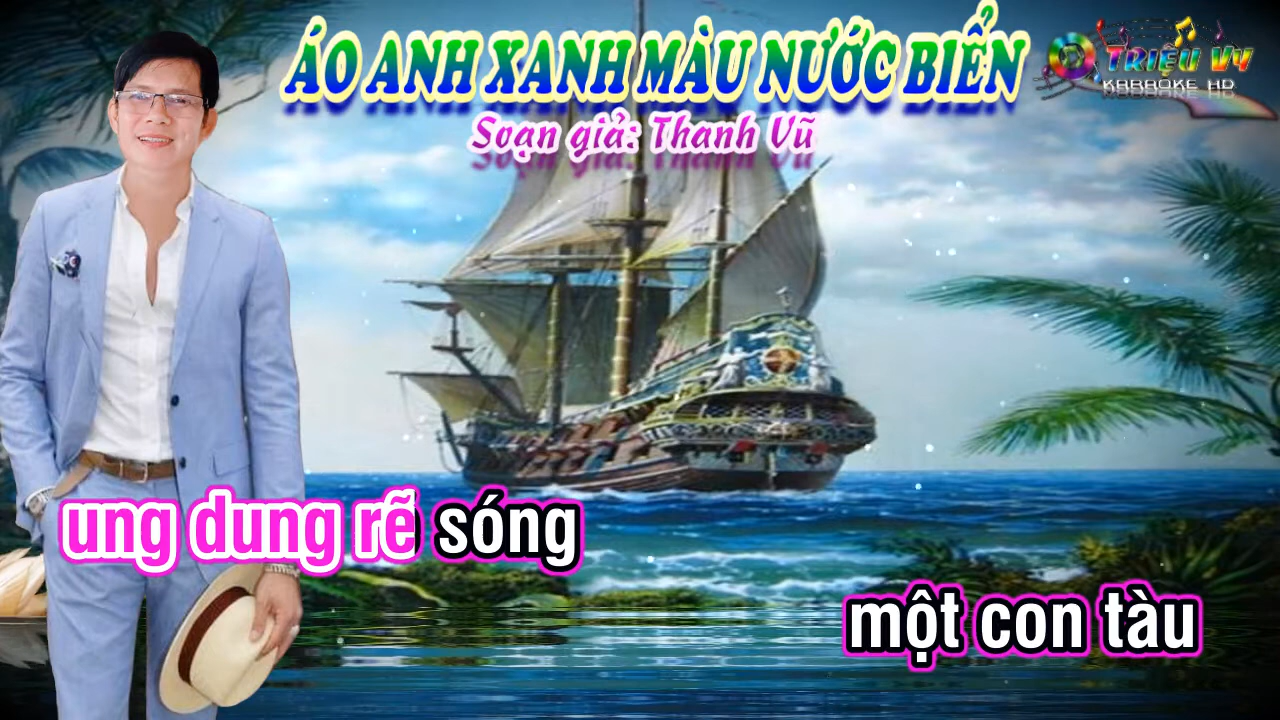 ÁO ANH XANH MÀU NƯỚC BIỂN
Soạn giả: Thanh Vũ
TRIỆU VY
KARAOKE HD
ung dung rẽ sóng
một con tàu